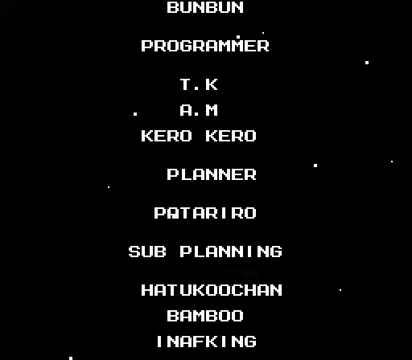 BUNBUN
PROGRAMMER
T.K
A.M
KERO KERO
PLANNER
PATARIRO
SUB PLANNING
HATUKOOCHAN
BAMBOO
INAFKING